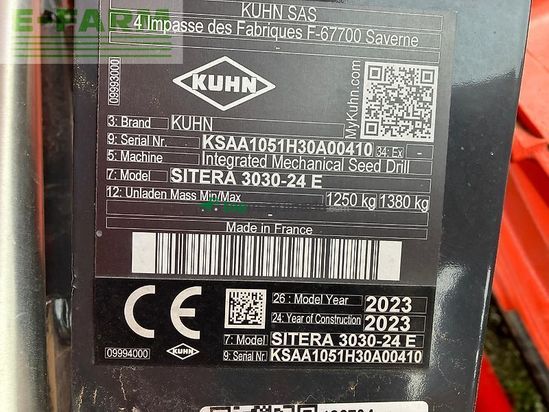 E-FARM
KUHN SAS
4 Impasse des Fabriques F-67700 Saverne
09993000
KUHN
MyKuhn.com
3: Brand KUHN
9: Serial Nr. KSAA1051H30A00410 34: Ex -
5: Machine Integrated Mechanical Seed Drill
7: Model SITERA 3030-24 E
12: Unladen Mass Min/Max 1250 kg 1380 kg
Made in France
CE
26: Model Year 2023
24: Year of Construction 2023
7: Model SITERA 3030-24 E
09994000 KUHN 9: Serial Nr. KSAA1051H30A00410